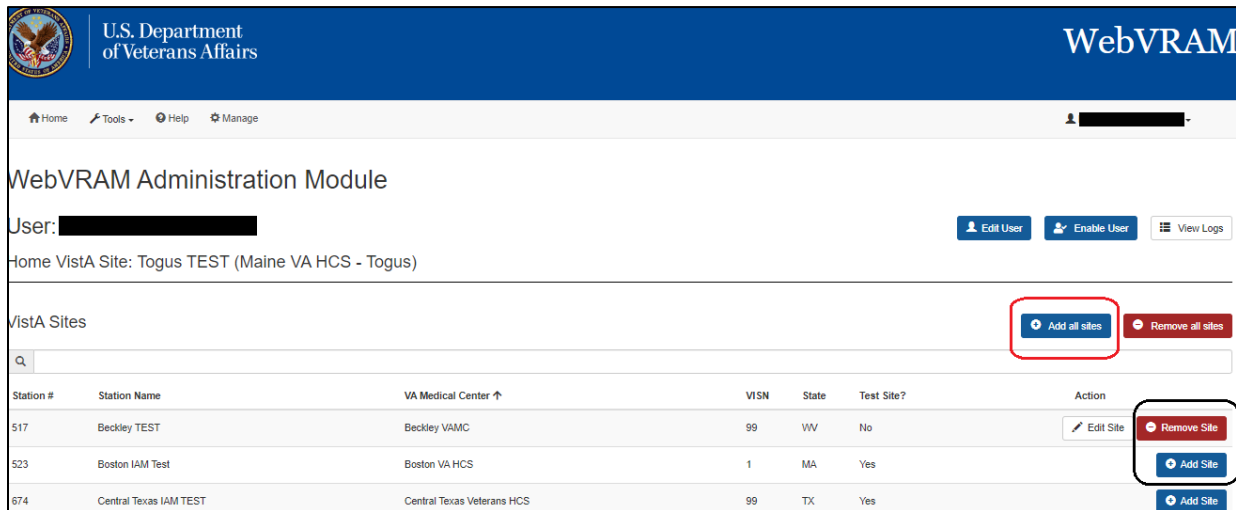 U.S. Department
of Veterans Affairs
WebVRAM
Home Tools Help Manage
WebVRAM Administration Module
User:
Edit User Enable User View Logs
Home VistA Site: Togus TEST (Maine VA HCS - Togus)
VistA Sites
Add all sites Remove all sites
Station # Station Name VA Medical Center VISN State Test Site? Action
517 Beckley TEST Beckley VAMC 99 WV No Edit Site Remove Site
523 Boston IAM Test Boston VA HCS 1 MA Yes Add Site
674 Central Texas IAM TEST Central Texas Veterans HCS 99 TX Yes Add Site